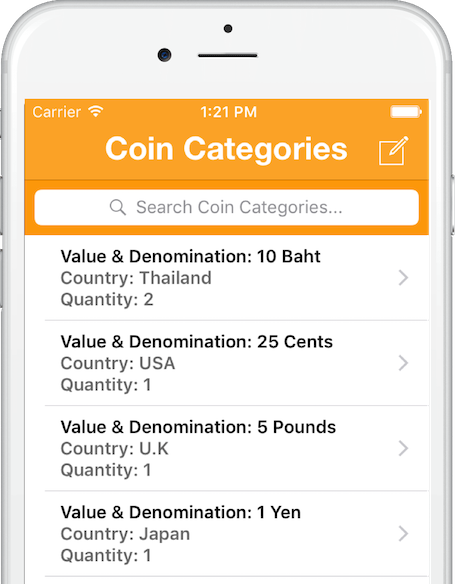 Carrier 1:21 PM
Coin Categories
Search Coin Categories...
Value & Denomination: 10 Baht
Country: Thailand
Quantity: 2
Value & Denomination: 25 Cents
Country: USA
Quantity: 1
Value & Denomination: 5 Pounds
Country: U.K
Quantity: 1
Value & Denomination: 1 Yen
Country: Japan
Quantity: 1